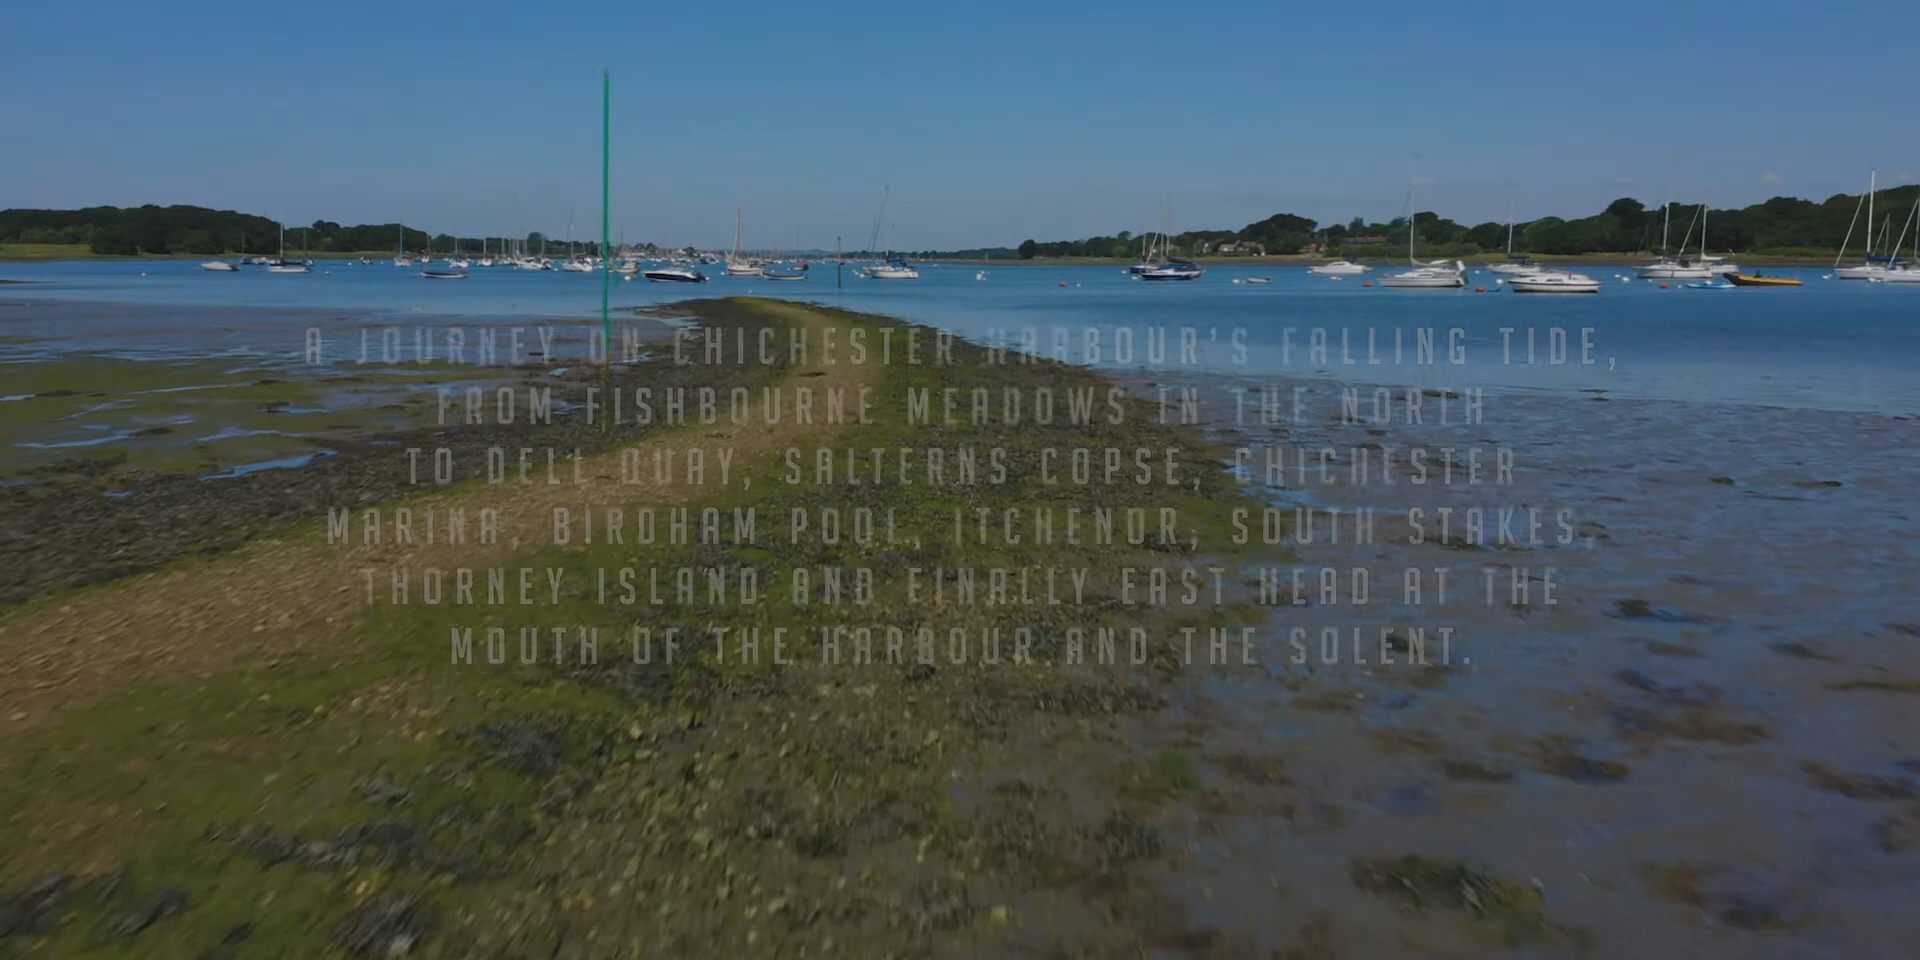 A JOURNEY ON CHICHESTER HARBOUR'S FALLING TIDE,
FROM FISHBOURNE MEADOWS IN THE NORTH
TO DELL QUAY, SALTERNS COPSE, CHICHESTER
MARINA, BIRDHAM POOL, ITCHENOR, SOUTH STAKES,
THORNEY ISLAND AND FINALLY EAST HEAD AT THE
MOUTH OF THE HARBOUR AND THE SOLENT.